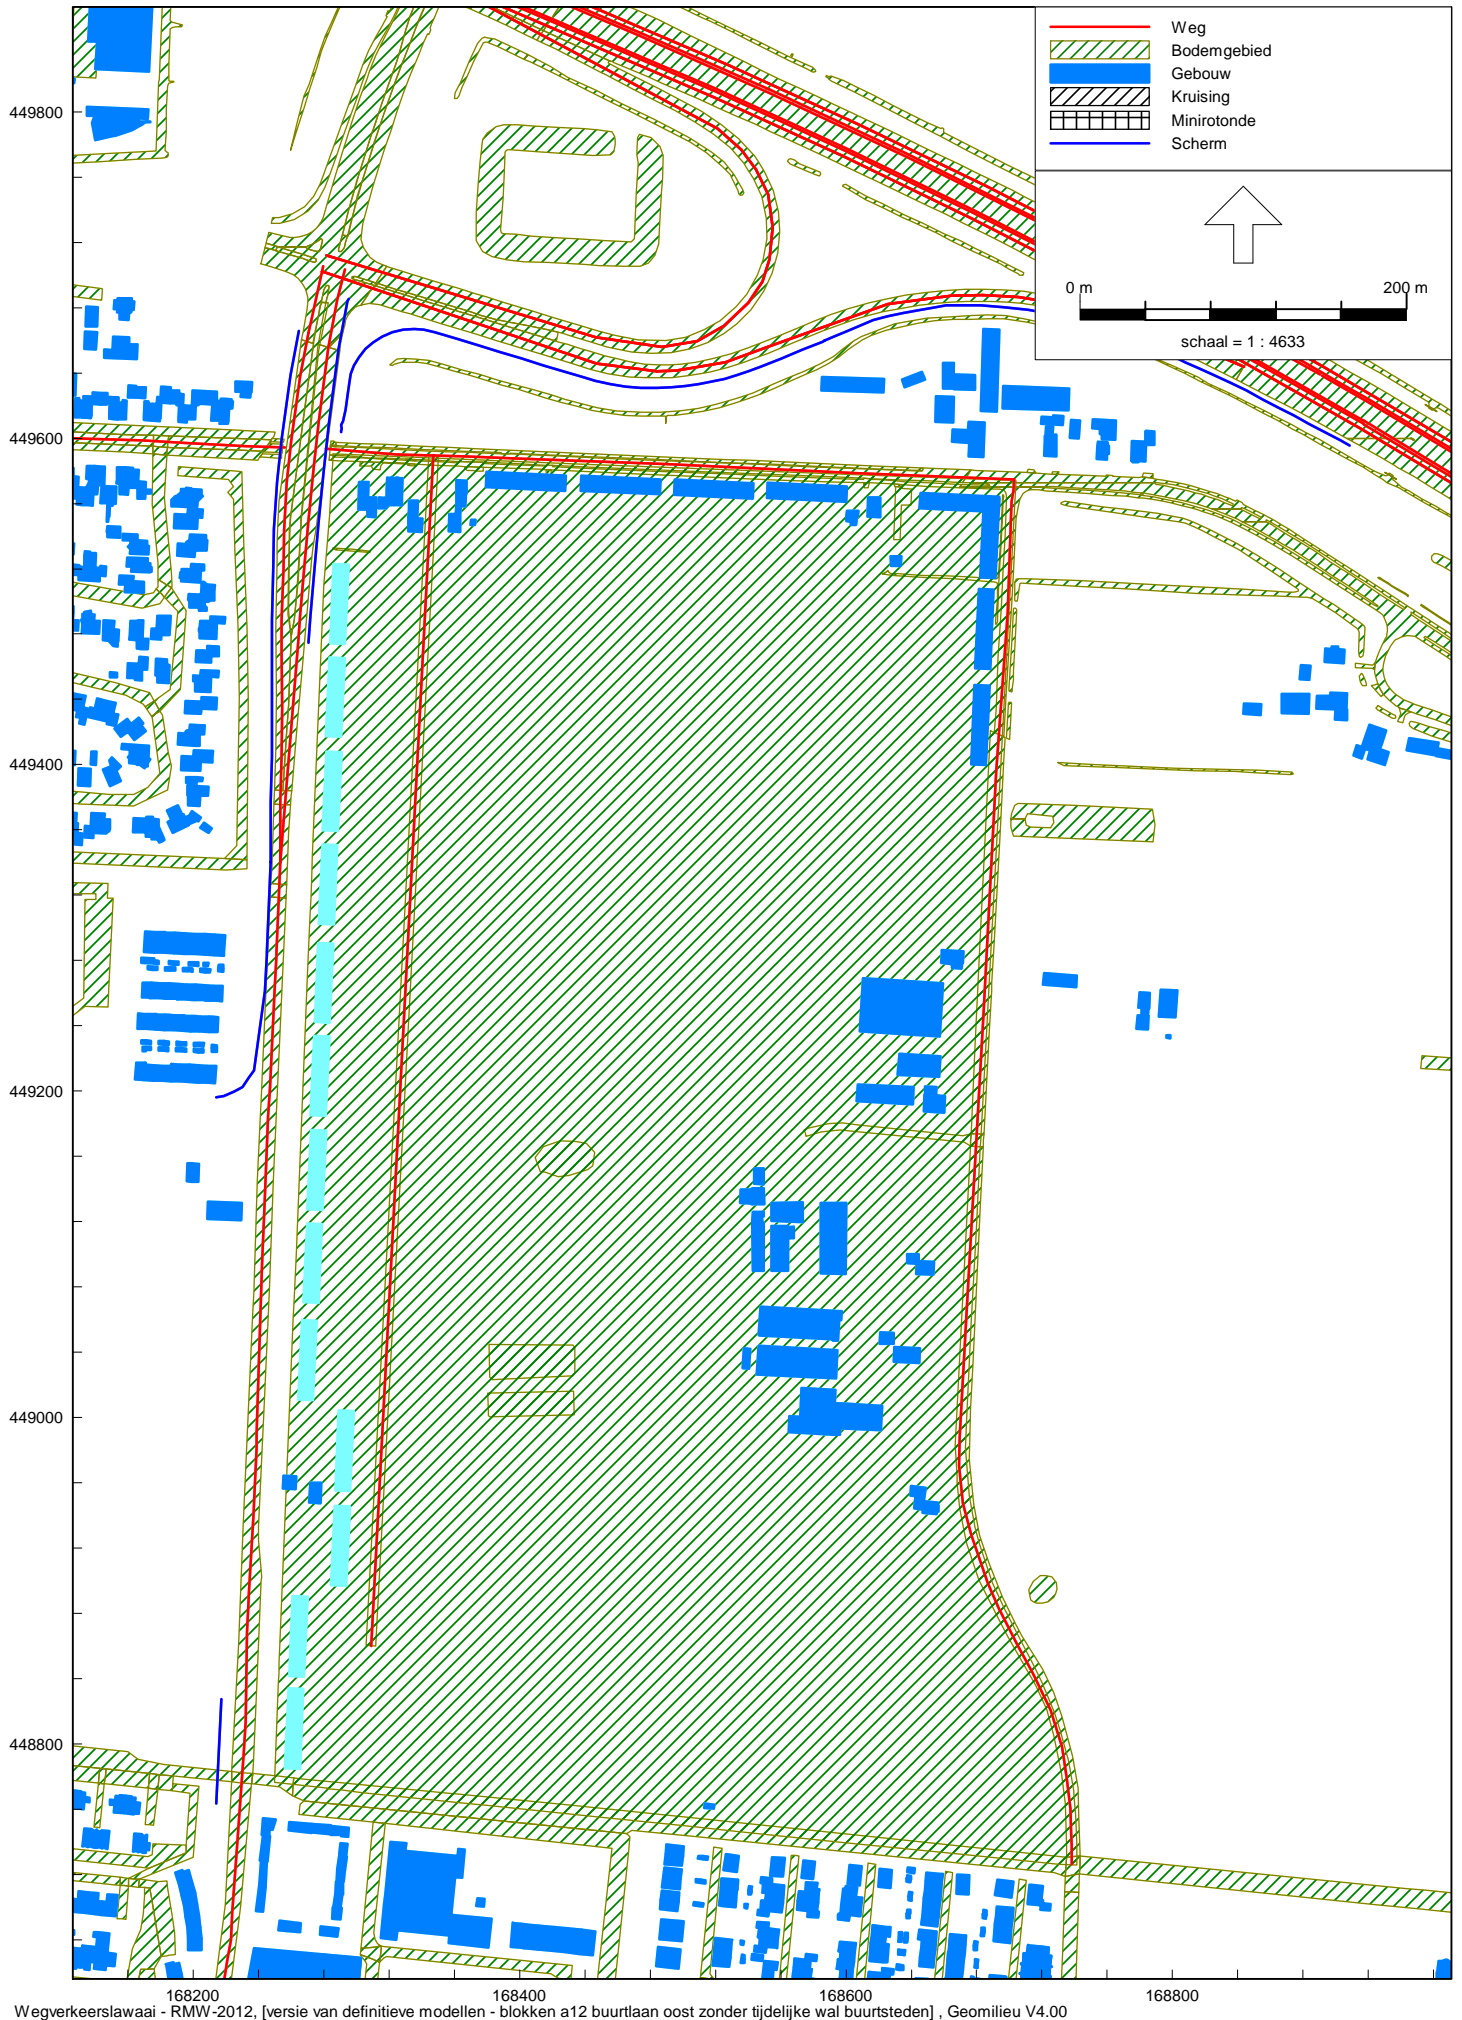 Weg
Bodemgebied
Gebouw
Kruising
Minirotonde
Scherm
0 m 200 m
schaal = 1 : 4633
449800
449600
449400
449200
449000
448800
168200 168400 168600 168800
Wegverkeerslawaai - RMW-2012, [versie van definitieve modellen - blokken a12 buurtlaan oost zonder tijdelijke wal buurtsteden] , Geomilieu V4.00